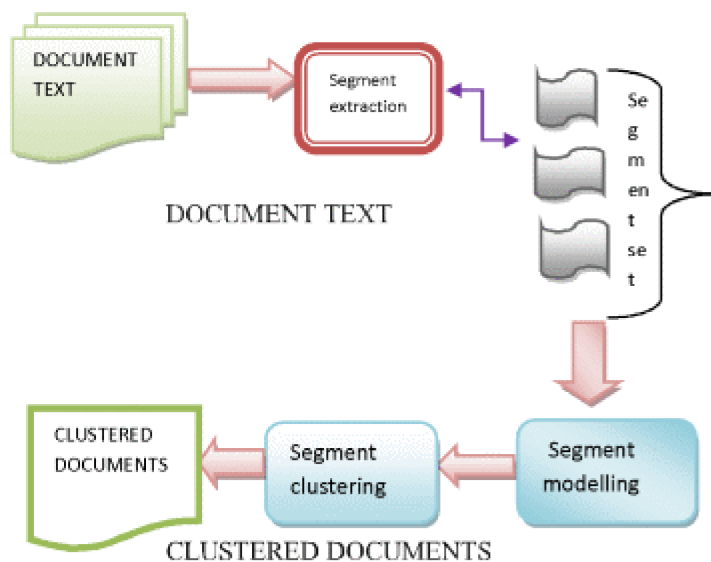 DOCUMENT
TEXT
Segment
extraction
Se
g
m
en
t
se
t
DOCUMENT TEXT
Segment
modelling
Segment
clustering
CLUSTERED
DOCUMENTS
CLUSTERED DOCUMENTS